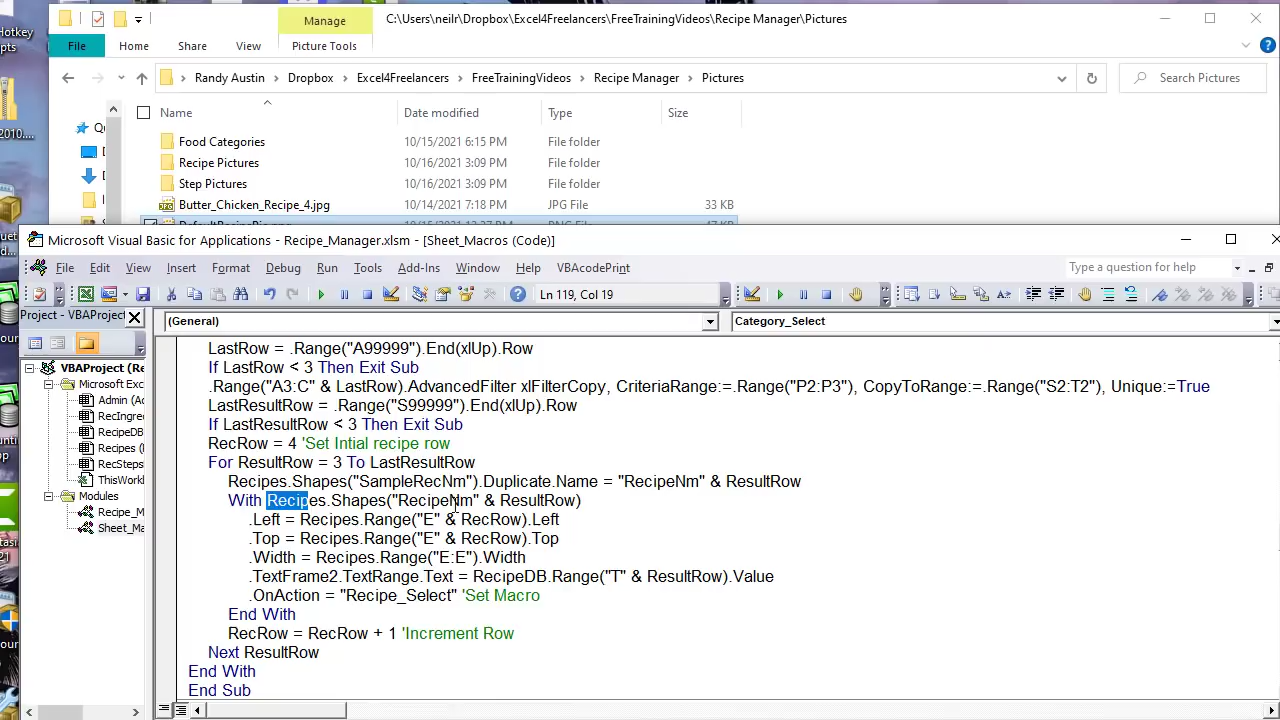 Hotkey
pts
2010....
Manage
C:\Users\neilr\Dropbox\Excel4Freelancers\FreeTrainingVideos\Recipe Manager\Pictures
File Home Share View Picture Tools
Randy Austin Dropbox Excel4Freelancers FreeTrainingVideos Recipe Manager Pictures
Search Pictures
Name Date modified Type Size
Food Categories 10/15/2021 6:15 PM File folder
Recipe Pictures 10/16/2021 3:09 PM File folder
Step Pictures 10/16/2021 3:09 PM File folder
Butter_Chicken_Recipe_4.jpg 10/14/2021 7:18 PM JPG File 33 KB
Microsoft Visual Basic for Applications - Recipe_Manager.xlsm - [Sheet_Macros (Code)]
File Edit View Insert Format Debug Run Tools Add-Ins Window Help VBAcodePrint
Type a question for help
Ln 119, Col 19
Project - VBAProject
(General) Category_Select
VBAProject (Re
Microsoft Exc
Admin (Ad
RecIngre
RecipeDB
Recipes (
RecSteps
ThisWork
Modules
Recipe_M
Sheet_Ma
LastRow = .Range("A99999").End(xlUp).Row
If LastRow < 3 Then Exit Sub
.Range("A3:C" & LastRow).AdvancedFilter xlFilterCopy, CriteriaRange:=.Range("P2:P3"), CopyToRange:=.Range("S2:T2"), Unique:=True
LastResultRow = .Range("S99999").End(xlUp).Row
If LastResultRow < 3 Then Exit Sub
RecRow = 4 'Set Intial recipe row
For ResultRow = 3 To LastResultRow
Recipes.Shapes("SampleRecNm").Duplicate.Name = "RecipeNm" & ResultRow
With Recipes.Shapes("RecipeNm" & ResultRow)
.Left = Recipes.Range("E" & RecRow).Left
.Top = Recipes.Range("E" & RecRow).Top
.Width = Recipes.Range("E:E").Width
.TextFrame2.TextRange.Text = RecipeDB.Range("T" & ResultRow).Value
.OnAction = "Recipe_Select" 'Set Macro
End With
RecRow = RecRow + 1 'Increment Row
Next ResultRow
End With
End Sub